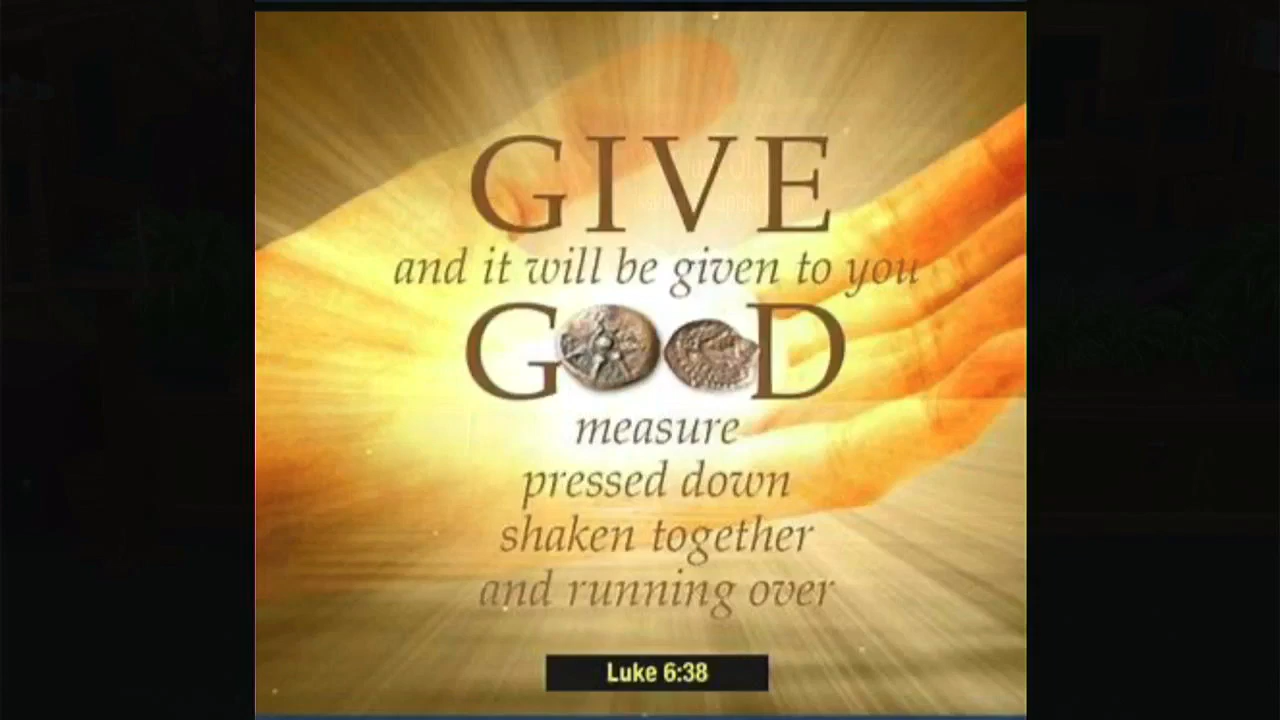 GIVE
and it will be given to you
GOOD
measure
pressed down
shaken together
and running over
Luke 6:38